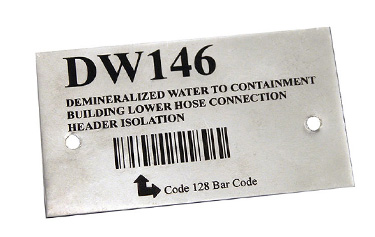 DW146
DEMINERALIZED WATER TO CONTAINMENT
BUILDING LOWER HOSE CONNECTION
HEADER ISOLATION
Code 128 Bar Code